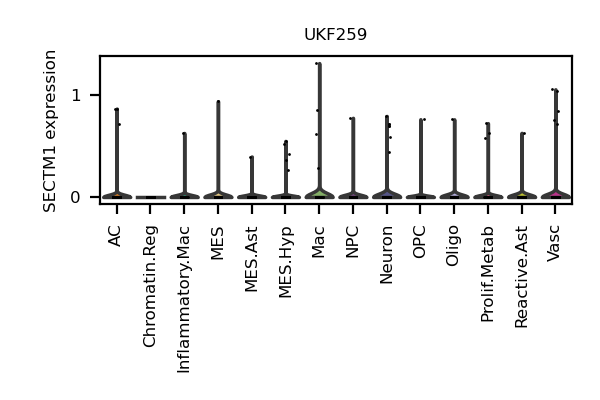 UKF259
SECTM1 expression
1
0
AC
Chromatin.Reg
Inflammatory.Mac
MES
MES.Ast
MES.Hyp
Mac
NPC
Neuron
OPC
Oligo
Prolif.Metab
Reactive.Ast
Vasc